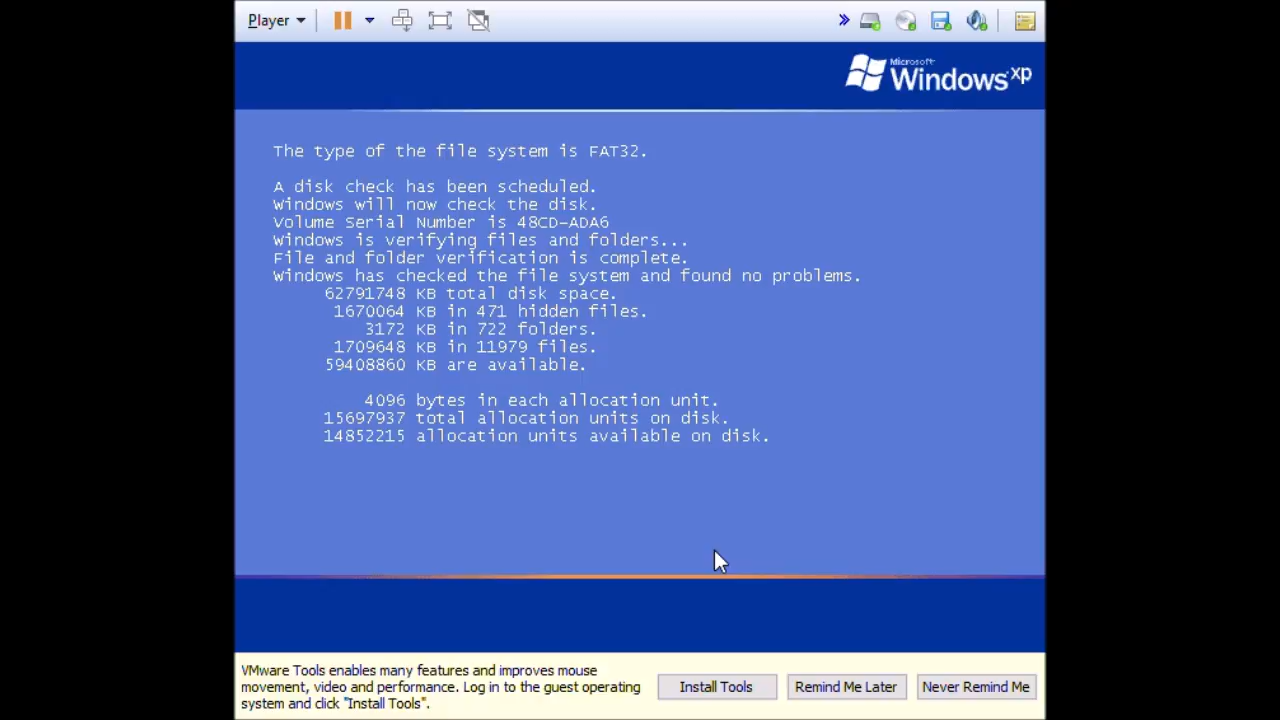 Player
Microsoft
Windows xp
The type of the file system is FAT32.
A disk check has been scheduled.
Windows will now check the disk.
Volume Serial Number is 48CD-ADA6
Windows is verifying files and folders...
File and folder verification is complete.
Windows has checked the file system and found no problems.
62791748 KB total disk space.
1670064 KB in 471 hidden files.
3172 KB in 722 folders.
1709648 KB in 11979 files.
59408860 KB are available.
4096 bytes in each allocation unit.
15697937 total allocation units on disk.
14852215 allocation units available on disk.
VMware Tools enables many features and improves mouse
movement, video and performance. Log in to the guest operating
system and click "Install Tools".
Install Tools
Remind Me Later
Never Remind Me